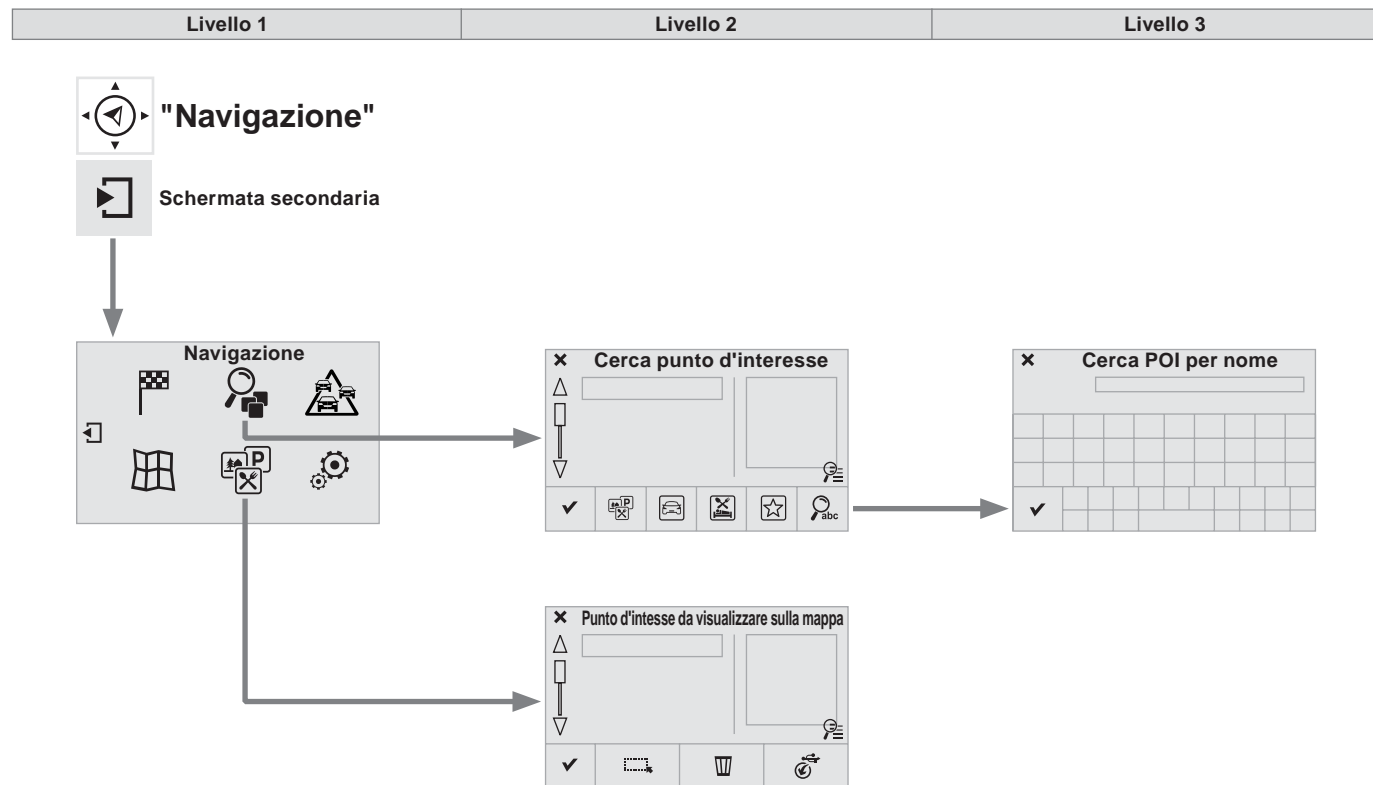 Livello 1
Livello 2
Livello 3
"Navigazione"
Schermata secondaria
Navigazione
P
Cerca punto d'interesse
P
abc
Cerca POI per nome
Punto d'intesse da visualizzare sulla mappa